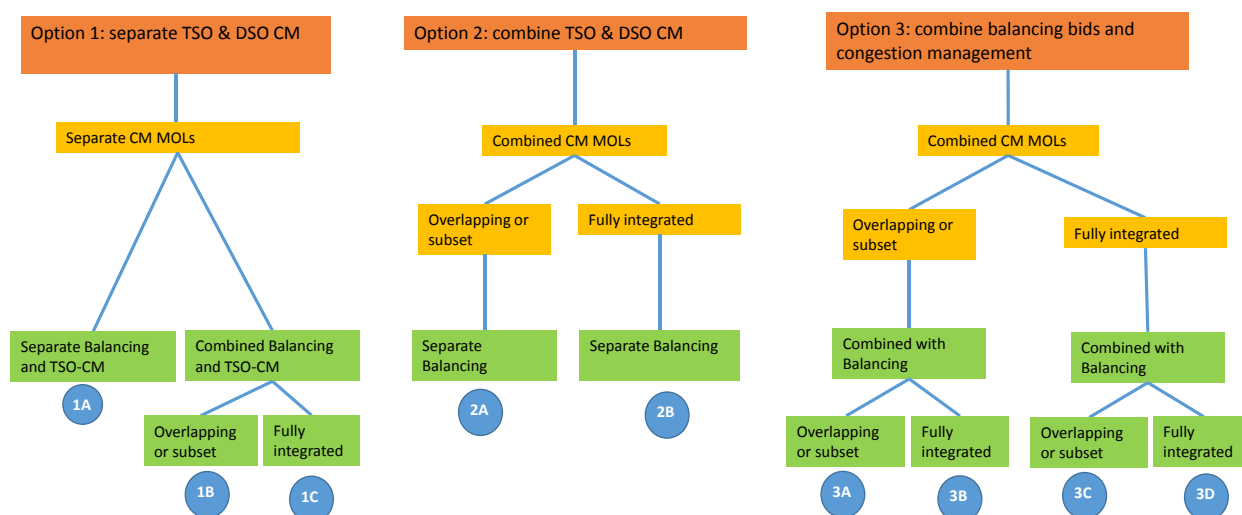 Option 1: separate TSO & DSO CM
Separate CM MOLs
Separate Balancing
and TSO-CM
1A
Combined Balancing
and TSO-CM
Overlapping
or subset
1B
Fully
integrated
1C
Option 2: combine TSO & DSO CM
Combined CM MOLs
Overlapping or
subset
Separate
Balancing
2A
Fully integrated
Separate Balancing
2B
Option 3: combine balancing bids and
congestion management
Combined CM MOLs
Overlapping or
subset
Combined with
Balancing
Overlapping
or subset
3A
Fully
integrated
3B
Fully integrated
Combined with
Balancing
Overlapping
or subset
3C
Fully
integrated
3D